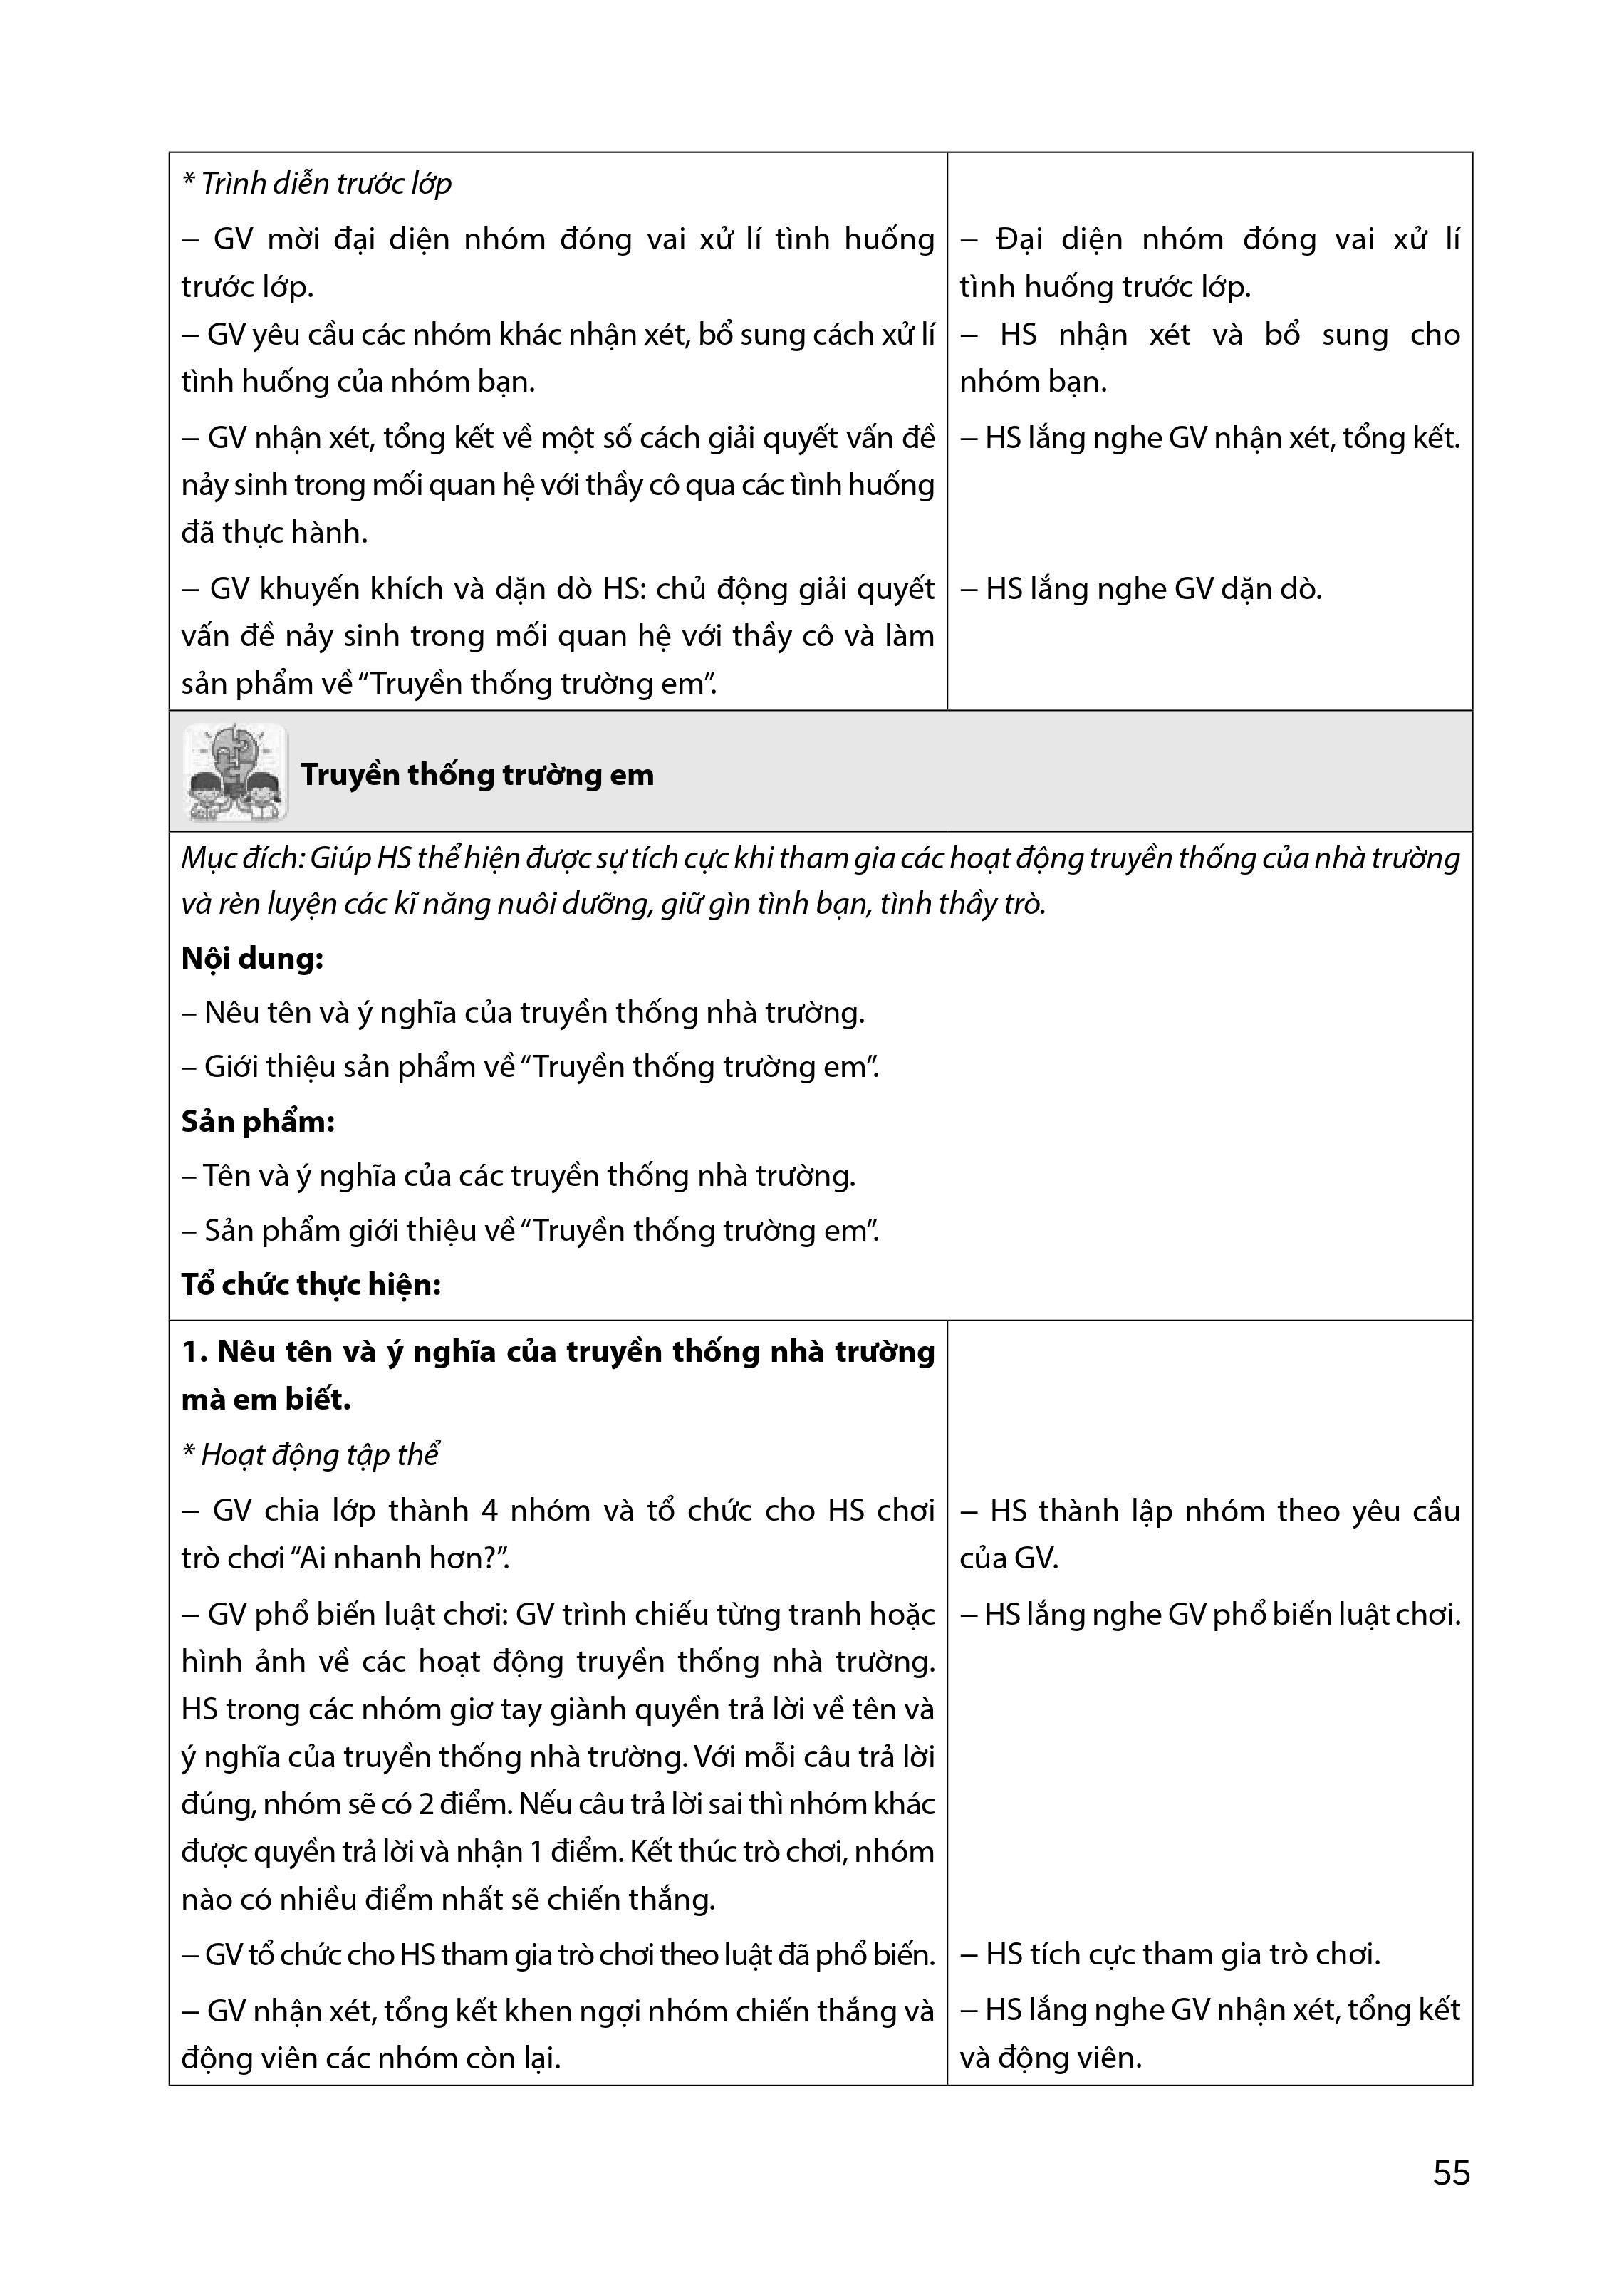 * Trình diễn trước lớp
– GV mời đại diện nhóm đóng vai xử lí tình huống
trước lớp.
– GV yêu cầu các nhóm khác nhận xét, bổ sung cách xử lí
tình huống của nhóm bạn.
– GV nhận xét, tổng kết về một số cách giải quyết vấn đề
nảy sinh trong mối quan hệ với thầy cô qua các tình huống
đã thực hành.
– GV khuyến khích và dặn dò HS: chủ động giải quyết
vấn đề nảy sinh trong mối quan hệ với thầy cô và làm
sản phẩm về “Truyền thống trường em”.
– Đại diện nhóm đóng vai xử lí
tình huống trước lớp.
– HS nhận xét và bổ sung cho
nhóm bạn.
– HS lắng nghe GV nhận xét, tổng kết.
– HS lắng nghe GV dặn dò.
Truyền thống trường em
Mục đích: Giúp HS thể hiện được sự tích cực khi tham gia các hoạt động truyền thống của nhà trường
và rèn luyện các kĩ năng nuôi dưỡng, giữ gìn tình bạn, tình thầy trò.
Nội dung:
– Nêu tên và ý nghĩa của truyền thống nhà trường.
– Giới thiệu sản phẩm về “Truyền thống trường em”.
Sản phẩm:
– Tên và ý nghĩa của các truyền thống nhà trường.
– Sản phẩm giới thiệu về “Truyền thống trường em”.
Tổ chức thực hiện:
1. Nêu tên và ý nghĩa của truyền thống nhà trường
mà em biết.
* Hoạt động tập thể
– GV chia lớp thành 4 nhóm và tổ chức cho HS chơi
trò chơi “Ai nhanh hơn?”.
– GV phổ biến luật chơi: GV trình chiếu từng tranh hoặc
hình ảnh về các hoạt động truyền thống nhà trường.
HS trong các nhóm giơ tay giành quyền trả lời về tên và
ý nghĩa của truyền thống nhà trường. Với mỗi câu trả lời
đúng, nhóm sẽ có 2 điểm. Nếu câu trả lời sai thì nhóm khác
được quyền trả lời và nhận 1 điểm. Kết thúc trò chơi, nhóm
nào có nhiều điểm nhất sẽ chiến thắng.
– GV tổ chức cho HS tham gia trò chơi theo luật đã phổ biến.
– GV nhận xét, tổng kết khen ngợi nhóm chiến thắng và
động viên các nhóm còn lại.
– HS thành lập nhóm theo yêu cầu
của GV.
– HS lắng nghe GV phổ biến luật chơi.
– HS tích cực tham gia trò chơi.
– HS lắng nghe GV nhận xét, tổng kết
và động viên.
55